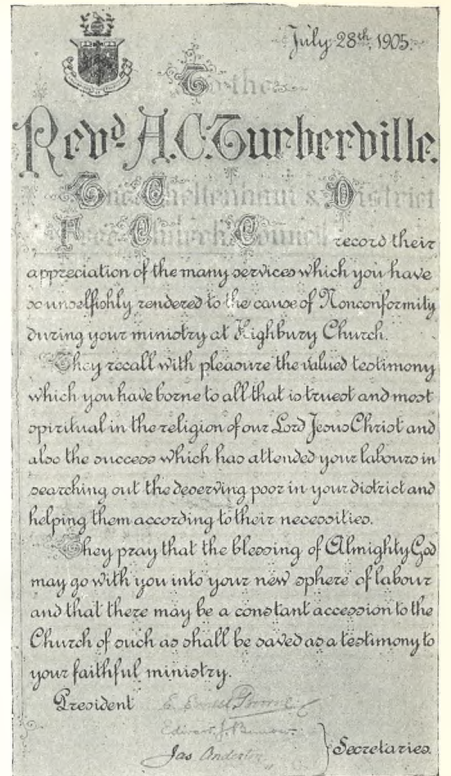 July 28th 1905.
To the
Revd A.C. Turberville.
The Cheltenham & District
Free Church Council record their
appreciation of the many services which you have
so unselfishly rendered to the cause of Nonconformity
during your ministry at Highbury Church.
They recall with pleasure the valued testimony
which you have borne to all that is truest and most
spiritual in the religion of our Lord Jesus Christ and
also the success which has attended your labours in
searching out the deserving poor in your district and
helping them according to their necessities.
They pray that the blessing of Almighty God
may go with you into your new sphere of labour
and that there may be a constant accession to the
Church of such as shall be saved as a testimony to
your faithful ministry.
President
Jas Anderton
Secretaries.